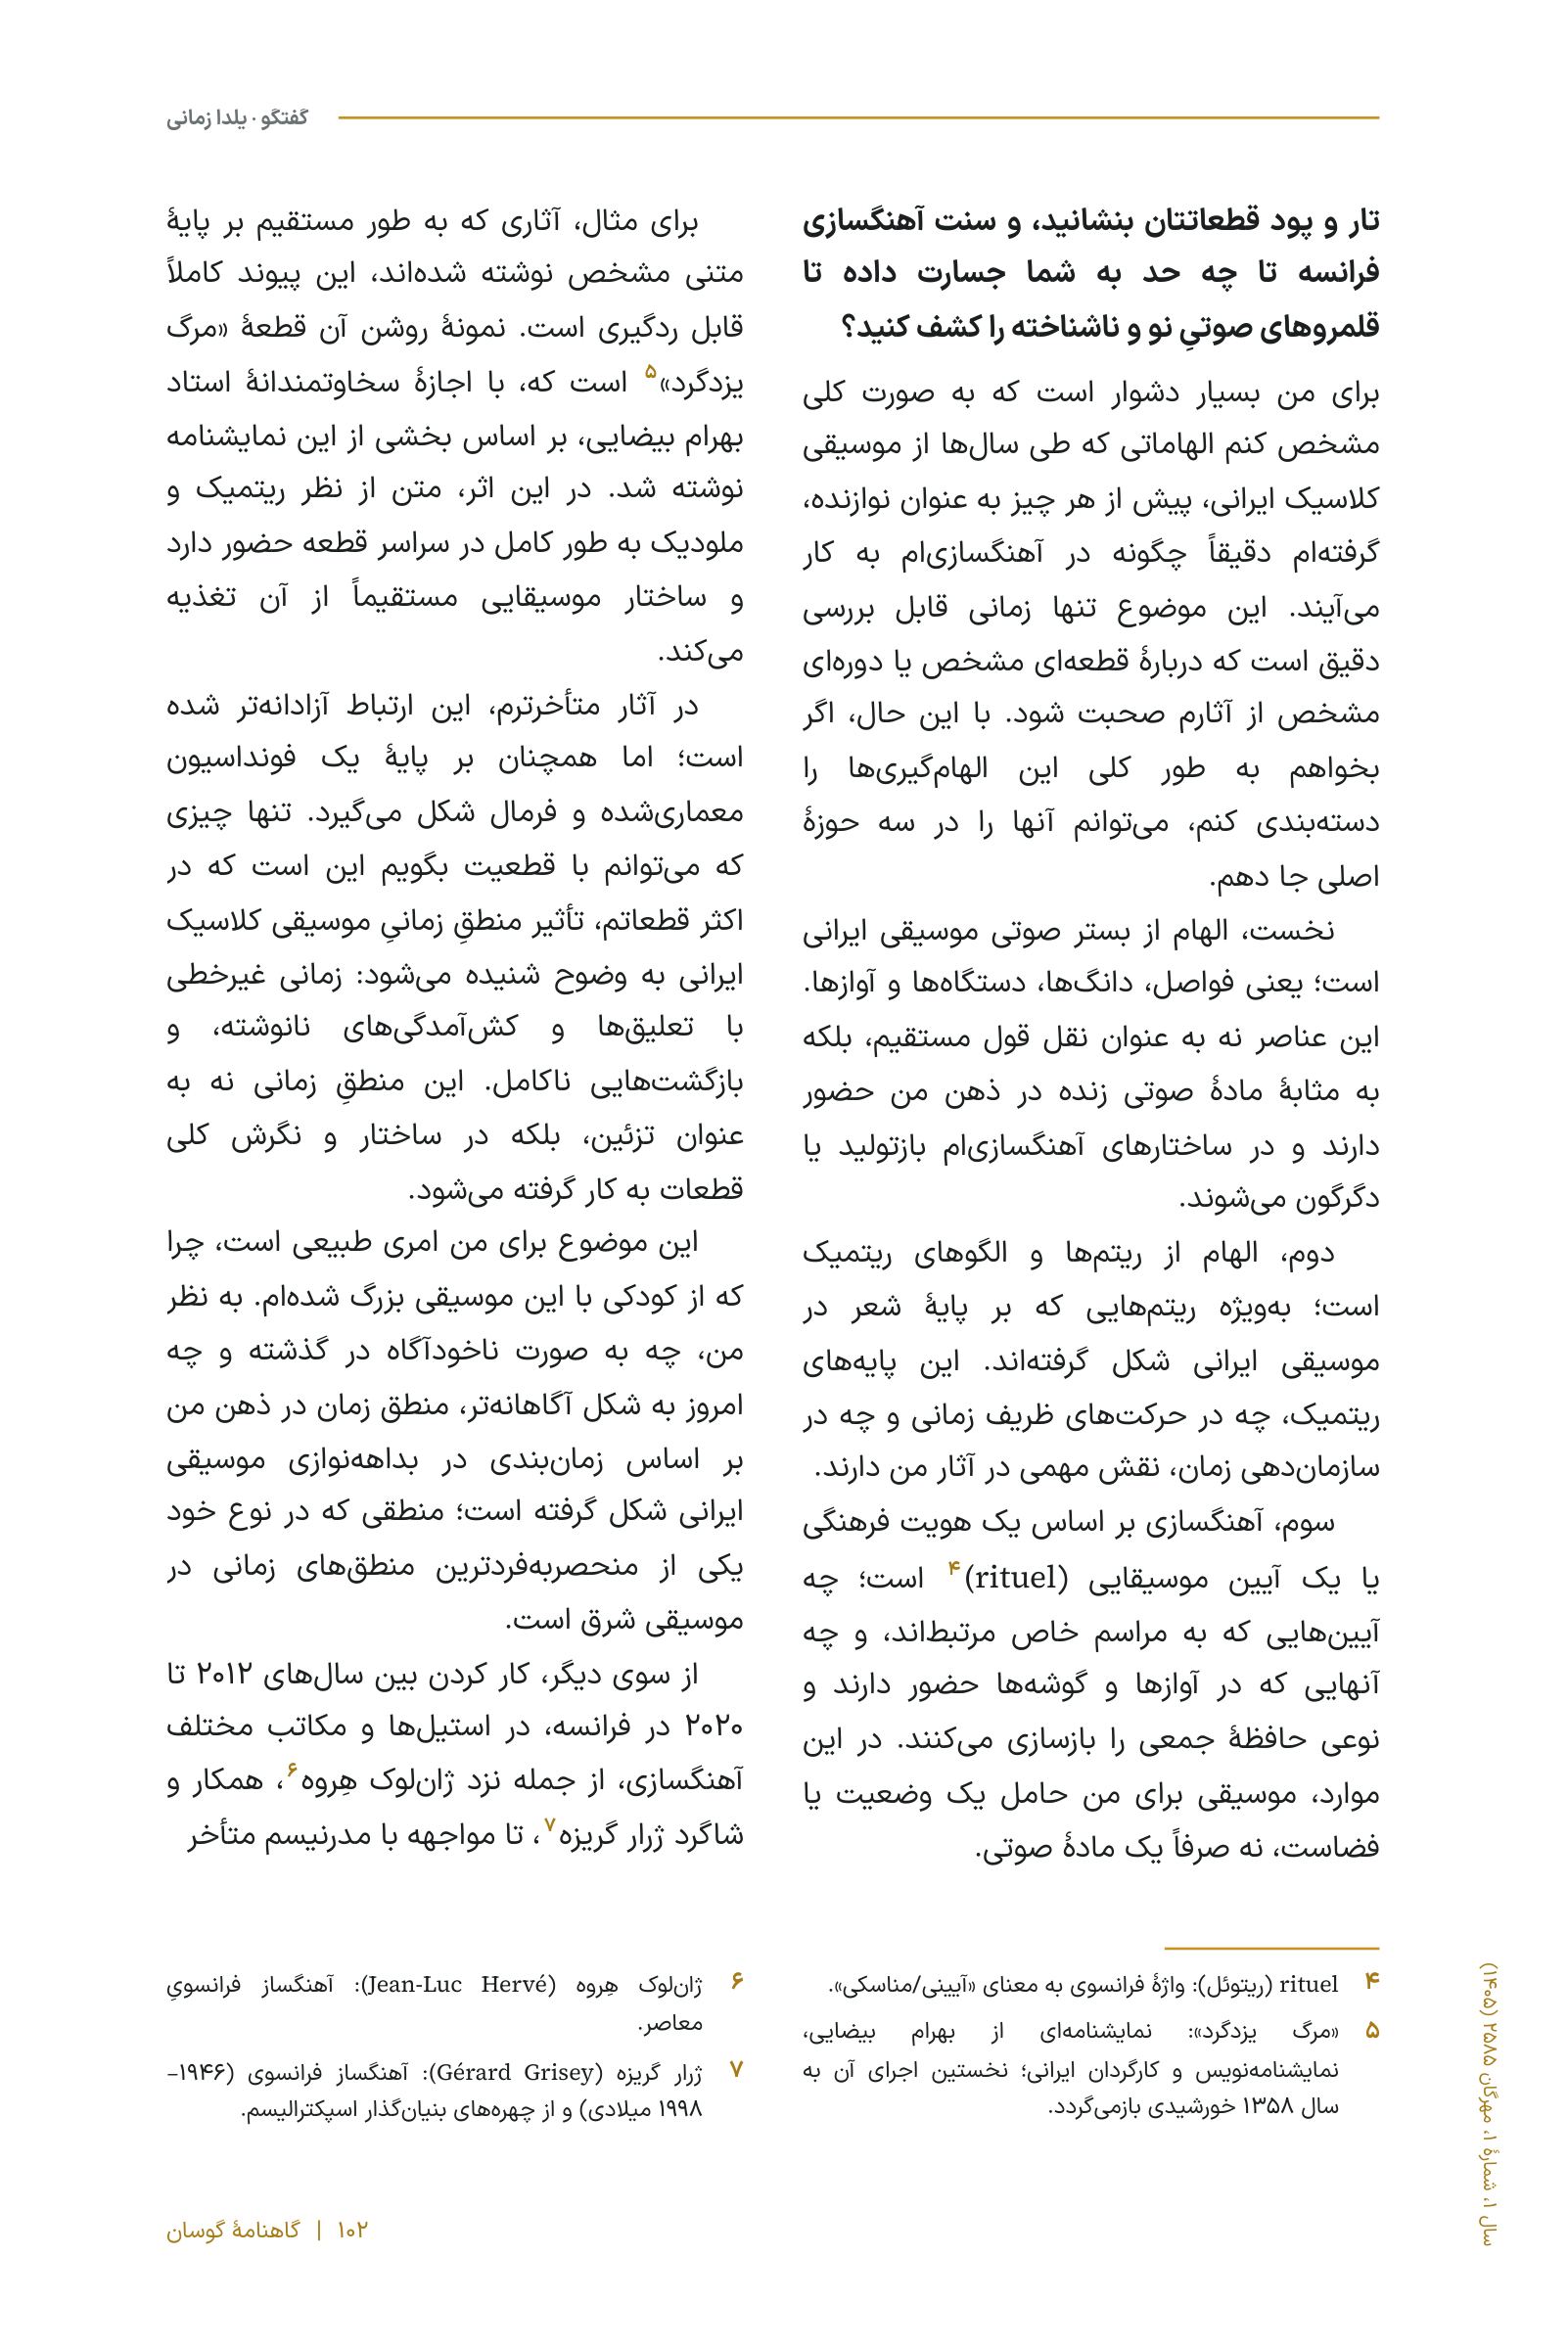 گفتگو · یلدا زمانی
تار و پود قطعاتتان بنشانید، و سنت آهنگسازی
فرانسه تا چه حد به شما جسارت داده تا
قلمروهای صوتیِ نو و ناشناخته را کشف کنید؟
برای من بسیار دشوار است که به صورت کلی
مشخص کنم الهاماتی که طی سال‌ها از موسیقی
کلاسیک ایرانی، پیش از هر چیز به عنوان نوازنده،
گرفته‌ام دقیقاً چگونه در آهنگسازی‌ام به کار
می‌آیند. این موضوع تنها زمانی قابل بررسی
دقیق است که دربارهٔ قطعه‌ای مشخص یا دوره‌ای
مشخص از آثارم صحبت شود. با این حال، اگر
بخواهم به طور کلی این الهام‌گیری‌ها را
دسته‌بندی کنم، می‌توانم آنها را در سه حوزهٔ
اصلی جا دهم.
نخست، الهام از بستر صوتی موسیقی ایرانی
است؛ یعنی فواصل، دانگ‌ها، دستگاه‌ها و آوازها.
این عناصر نه به عنوان نقل قول مستقیم، بلکه
به مثابهٔ مادهٔ صوتی زنده در ذهن من حضور
دارند و در ساختارهای آهنگسازی‌ام بازتولید یا
دگرگون می‌شوند.
دوم، الهام از ریتم‌ها و الگوهای ریتمیک
است؛ به‌ویژه ریتم‌هایی که بر پایهٔ شعر در
موسیقی ایرانی شکل گرفته‌اند. این پایه‌های
ریتمیک، چه در حرکت‌های ظریف زمانی و چه در
سازمان‌دهی زمان، نقش مهمی در آثار من دارند.
سوم، آهنگسازی بر اساس یک هویت فرهنگی
یا یک آیین موسیقایی (rituel)۴ است؛ چه
آیین‌هایی که به مراسم خاص مرتبط‌اند، و چه
آنهایی که در آوازها و گوشه‌ها حضور دارند و
نوعی حافظهٔ جمعی را بازسازی می‌کنند. در این
موارد، موسیقی برای من حامل یک وضعیت یا
فضاست، نه صرفاً یک مادهٔ صوتی.
برای مثال، آثاری که به طور مستقیم بر پایهٔ
متنی مشخص نوشته شده‌اند، این پیوند کاملاً
قابل ردگیری است. نمونهٔ روشن آن قطعهٔ «مرگ
یزدگرد»۵ است که، با اجازهٔ سخاوتمندانهٔ استاد
بهرام بیضایی، بر اساس بخشی از این نمایشنامه
نوشته شد. در این اثر، متن از نظر ریتمیک و
ملودیک به طور کامل در سراسر قطعه حضور دارد
و ساختار موسیقایی مستقیماً از آن تغذیه
می‌کند.
در آثار متأخرترم، این ارتباط آزادانه‌تر شده
است؛ اما همچنان بر پایهٔ یک فونداسیون
معماری‌شده و فرمال شکل می‌گیرد. تنها چیزی
که می‌توانم با قطعیت بگویم این است که در
اکثر قطعاتم، تأثیر منطقِ زمانیِ موسیقی کلاسیک
ایرانی به وضوح شنیده می‌شود: زمانی غیرخطی
با تعلیق‌ها و کش‌آمدگی‌های نانوشته، و
بازگشت‌هایی ناکامل. این منطقِ زمانی نه به
عنوان تزئین، بلکه در ساختار و نگرش کلی
قطعات به کار گرفته می‌شود.
این موضوع برای من امری طبیعی است، چرا
که از کودکی با این موسیقی بزرگ شده‌ام. به نظر
من، چه به صورت ناخودآگاه در گذشته و چه
امروز به شکل آگاهانه‌تر، منطق زمان در ذهن من
بر اساس زمان‌بندی در بداهه‌نوازی موسیقی
ایرانی شکل گرفته است؛ منطقی که در نوع خود
یکی از منحصربه‌فردترین منطق‌های زمانی در
موسیقی شرق است.
از سوی دیگر، کار کردن بین سال‌های ۲۰۱۲ تا
۲۰۲۰ در فرانسه، در استیل‌ها و مکاتب مختلف
آهنگسازی، از جمله نزد ژان‌لوک هِروه۶، همکار و
شاگرد ژرار گریزه۷، تا مواجهه با مدرنیسم متأخر
۴ rituel (ریتوئل): واژهٔ فرانسوی به معنای «آیینی/مناسکی».
۵ «مرگ یزدگرد»: نمایشنامه‌ای از بهرام بیضایی،
نمایشنامه‌نویس و کارگردان ایرانی؛ نخستین اجرای آن به
سال ۱۳۵۸ خورشیدی بازمی‌گردد.
۶ ژان‌لوک هِروه (Jean-Luc Hervé): آهنگساز فرانسویِ
معاصر.
۷ ژرار گریزه (Gérard Grisey): آهنگساز فرانسوی (۱۹۴۶–
۱۹۹۸ میلادی) و از چهره‌های بنیان‌گذار اسپکترالیسم.
سال ۱، شمارهٔ ۱، مهرگان ۲۵۸۵ (۱۴۰۵)
۱۰۲ | گاهنامهٔ گوسان